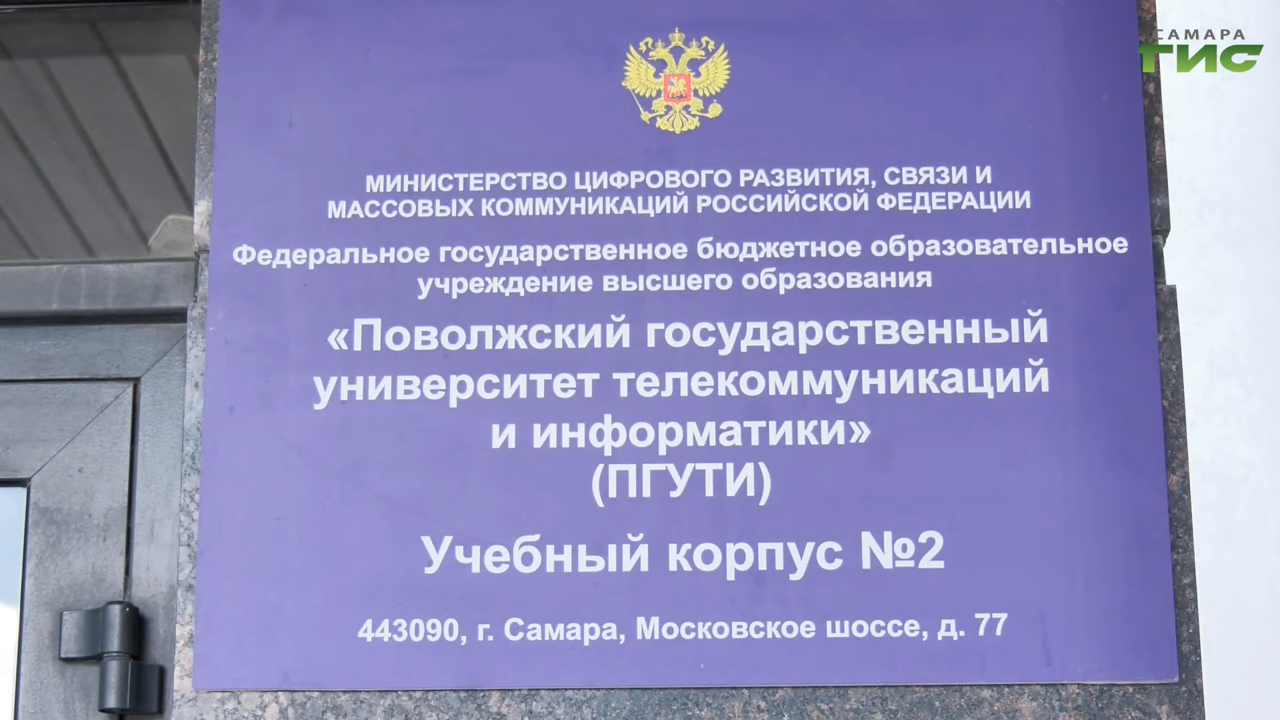 САМАРА
ГИС
МИНИСТЕРСТВО ЦИФРОВОГО РАЗВИТИЯ, СВЯЗИ И
МАССОВЫХ КОММУНИКАЦИЙ РОССИЙСКОЙ ФЕДЕРАЦИИ
Федеральное государственное бюджетное образовательное
учреждение высшего образования
«Поволжский государственный
университет телекоммуникаций
и информатики»
(ПГУТИ)
Учебный корпус №2
443090, г. Самара, Московское шоссе, д. 77